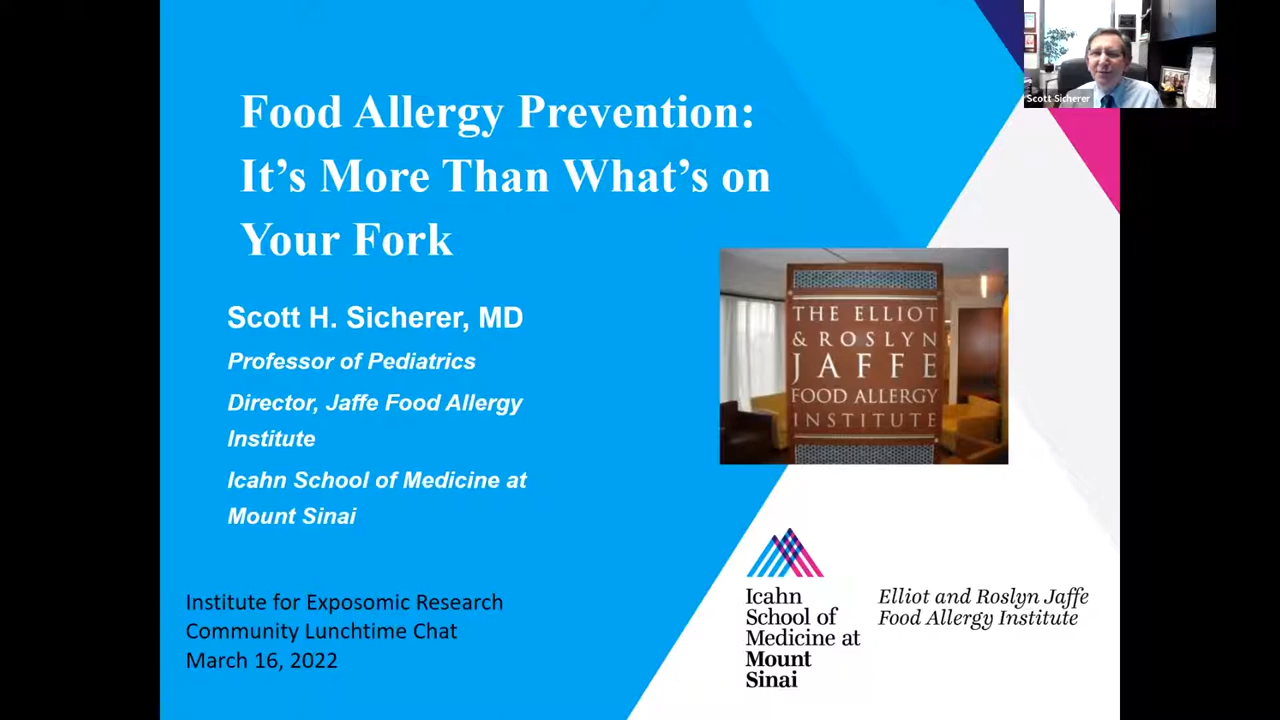 Food Allergy Prevention:
It's More Than What's on
Your Fork
Scott H. Sicherer, MD
Professor of Pediatrics
Director, Jaffe Food Allergy
Institute
Icahn School of Medicine at
Mount Sinai
Institute for Exposomic Research
Community Lunchtime Chat
March 16, 2022
Scott Sicherer
THE ELLIOT
& ROSLYN
JAFFE
FOOD ALLERGY
INSTITUTE
Icahn
School of
Medicine at
Mount
Sinai
Elliot and Roslyn Jaffe
Food Allergy Institute